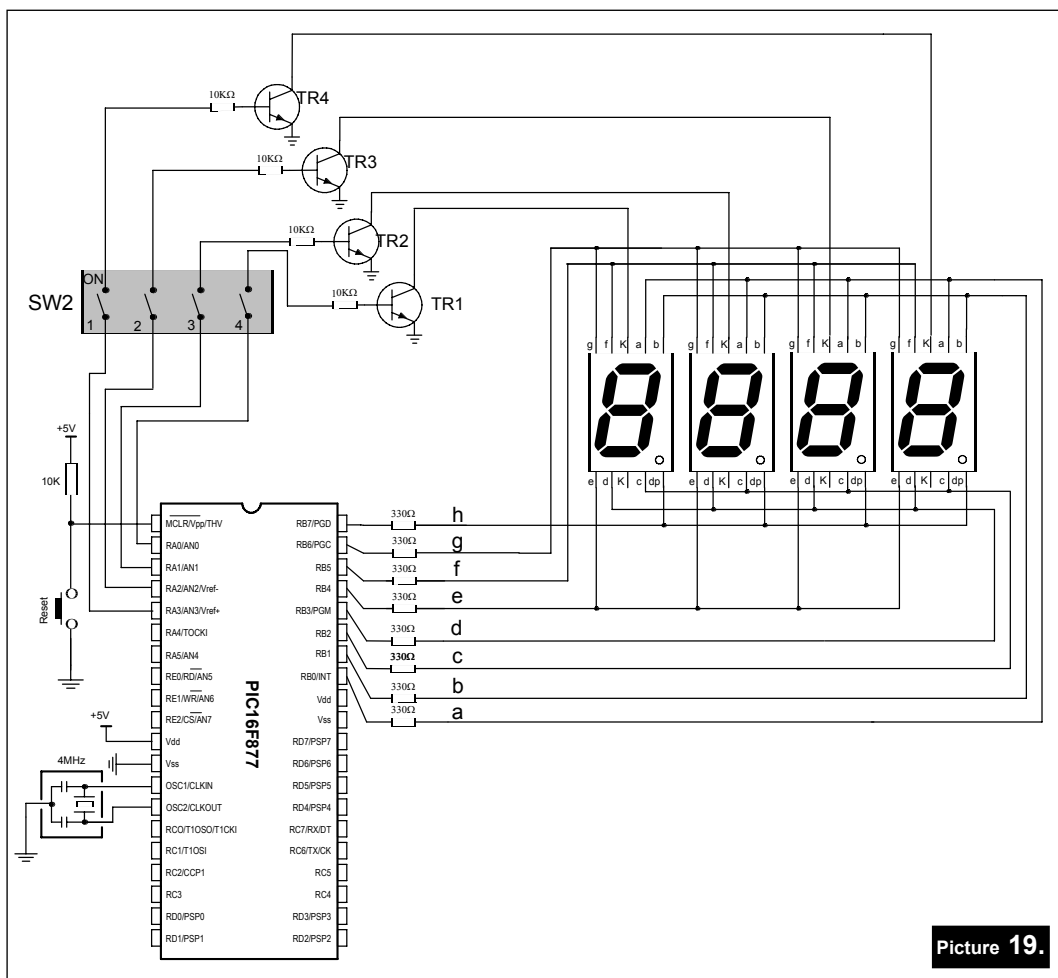 10KΩ
TR4
10KΩ
TR3
10KΩ
TR2
10KΩ
TR1
SW2
ON
1 2 3 4
g f K a b
g f K a b
g f K a b
g f K a b
e d K c dp
e d K c dp
e d K c dp
e d K c dp
+5V
10K
Reset
MCLR/Vpp/THV
RA0/AN0
RA1/AN1
RA2/AN2/Vref-
RA3/AN3/Vref+
RA4/TOCKI
RA5/AN4
RE0/RD/AN5
RE1/WR/AN6
RE2/CS/AN7
Vdd
Vss
OSC1/CLKIN
OSC2/CLKOUT
RCO/T1OSO/T1CKI
RC1/T1OSI
RC2/CCP1
RC3
RD0/PSP0
RD1/PSP1
PIC16F877
RB7/PGD
RB6/PGC
RB5
RB4
RB3/PGM
RB2
RB1
RB0/INT
Vdd
Vss
RD7/PSP7
RD6/PSP6
RD5/PSP5
RD4/PSP4
RC7/RX/DT
RC6/TX/CK
RC5
RC4
RD3/PSP3
RD2/PSP2
330Ω h
330Ω g
330Ω f
330Ω e
330Ω d
330Ω c
330Ω b
330Ω a
+5V
4MHz
Picture 19.